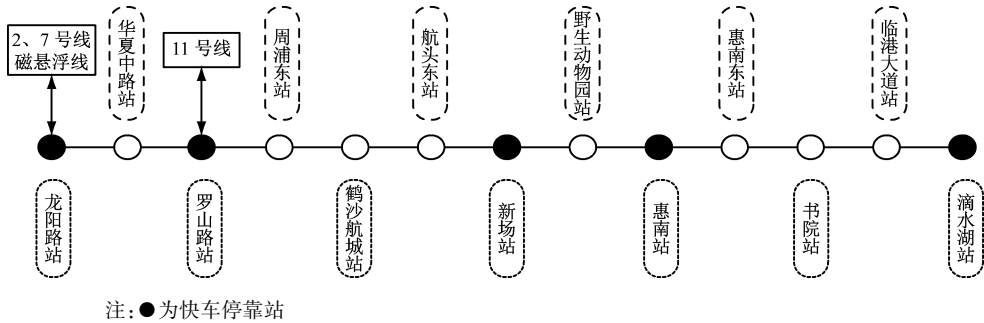 2、7 号线
磁悬浮线
华夏中路站
11 号线
周浦东站
航头东站
野生动物园站
惠南东站
临港大道站
龙阳路站
罗山路站
鹤沙航城站
新场站
惠南站
书院站
滴水湖站
注:●为快车停靠站